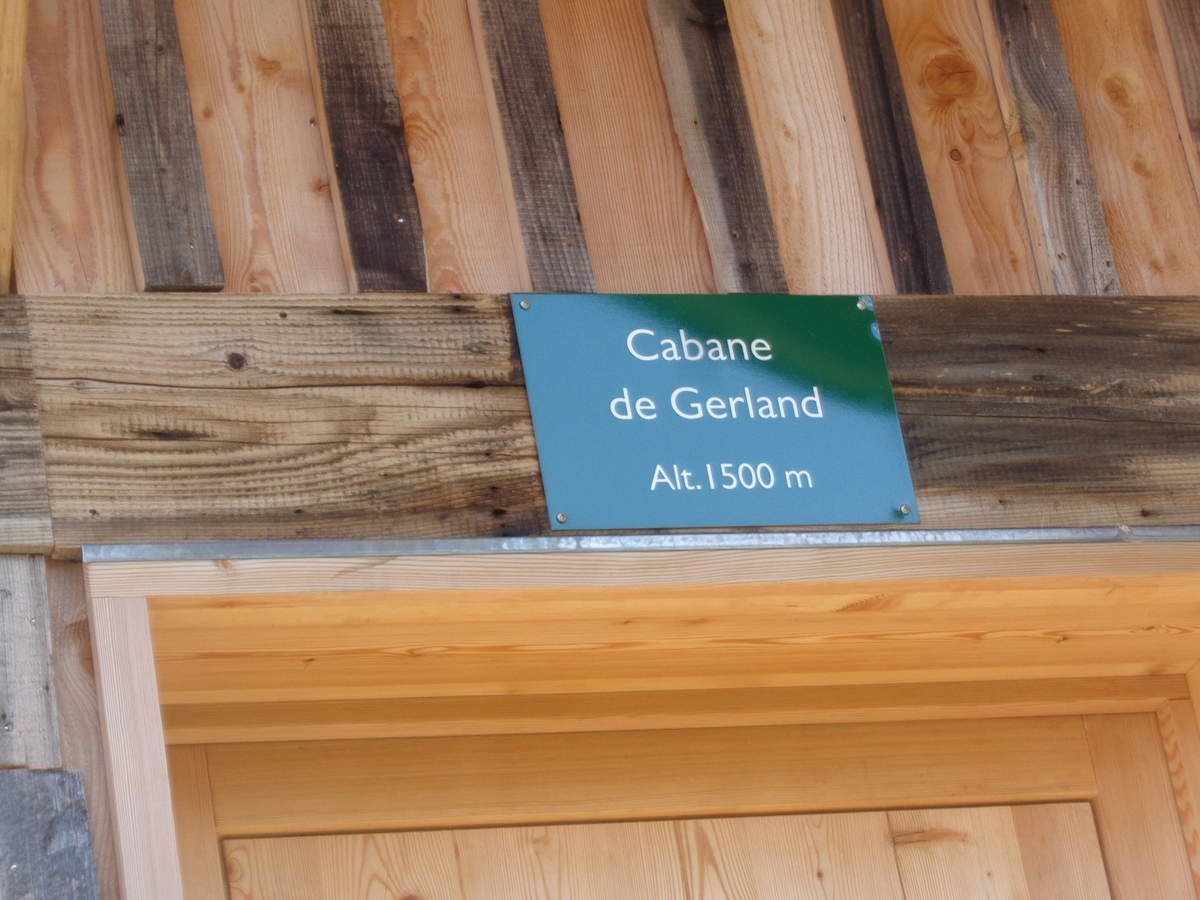 Cabane
de Gerland
Alt.1500 m